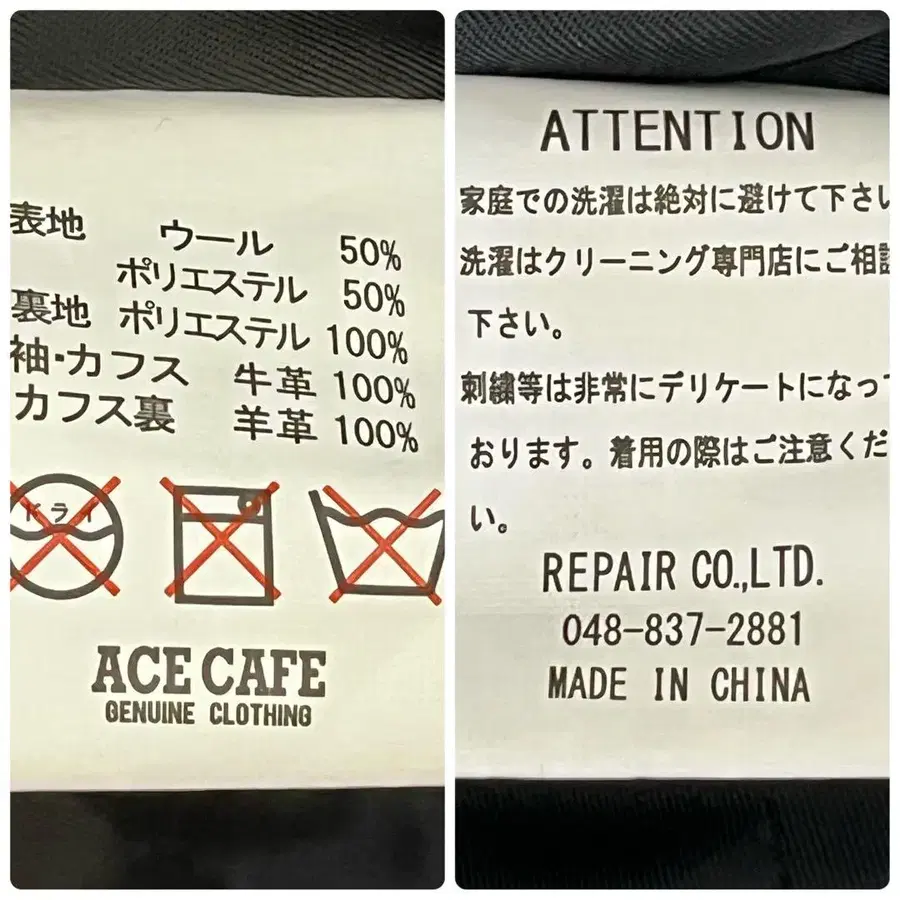 表地 ウール 50%
ポリエステル 50%
裏地 ポリエステル 100%
袖・カフス 牛革 100%
カフス裏 羊革 100%
ドライ
ACE CAFE
GENUINE CLOTHING
ATTENTION
家庭での洗濯は絶対に避けて下さい
洗濯はクリーニング専門店にご相談
下さい。
刺繍等は非常にデリケートになって
おります。着用の際はご注意くださ
い。
REPAIR CO.,LTD.
048-837-2881
MADE IN CHINA